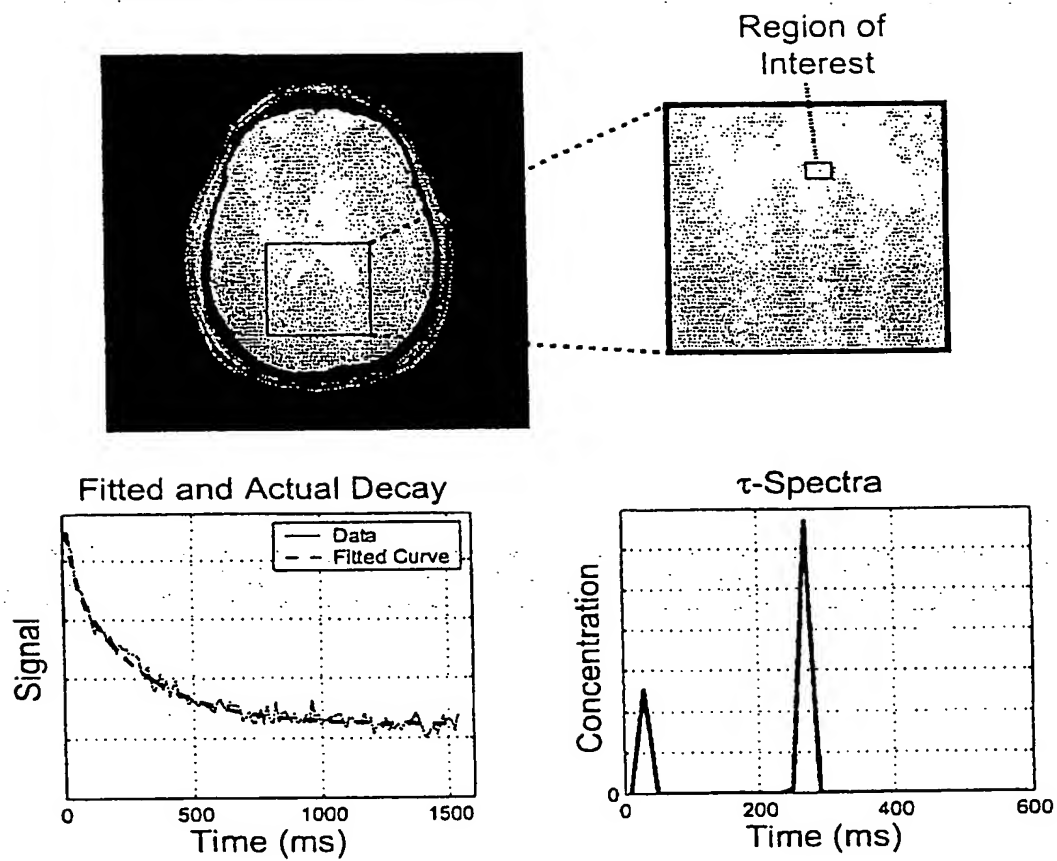 Region of
Interest
Fitted and Actual Decay
Data
Fitted Curve
Signal
0
500
1000
1500
Time (ms)
τ-Spectra
Concentration
0
0
200
400
600
Time (ms)